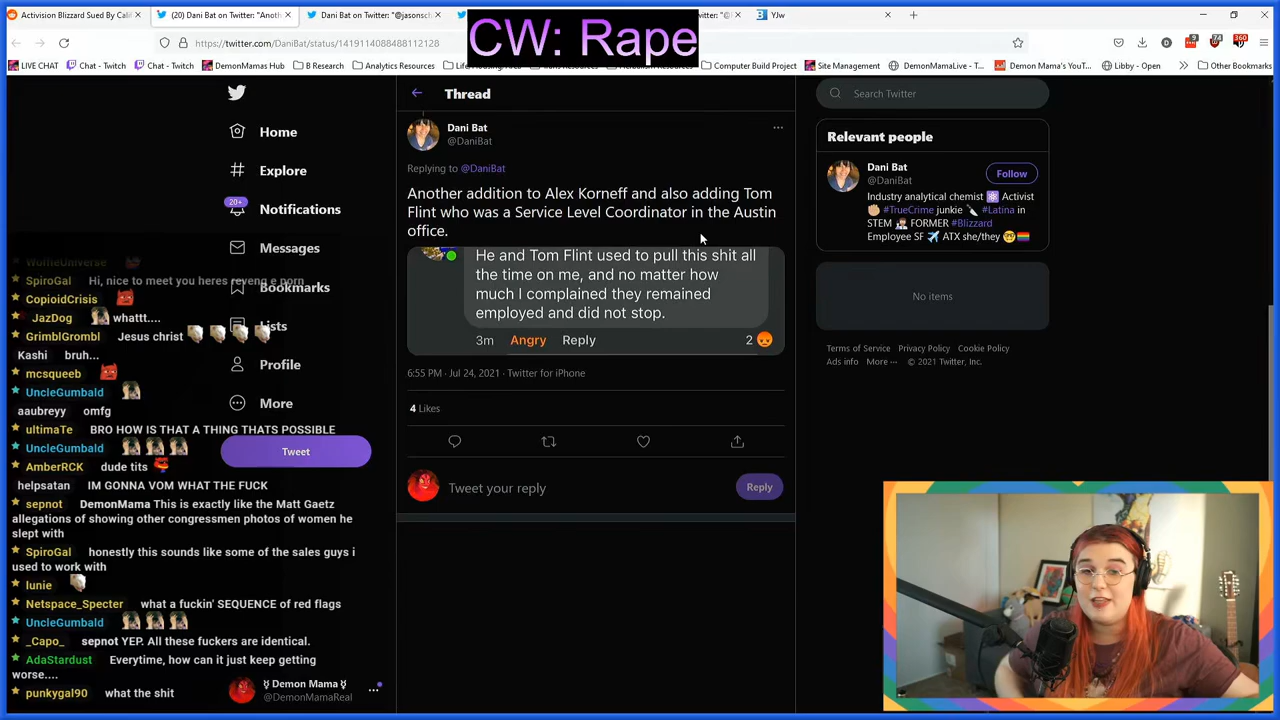 Activision Blizzard Sued By Calif
(20) Dani Bat on Twitter: "Anoth
Dani Bat on Twitter: "@jasonsch
YJw
https://twitter.com/DaniBat/status/1419114088488112128
CW: Rape
9
74
360
LIVE CHAT
Chat - Twitch
Chat - Twitch
DemonMamas Hub
B Research
Analytics Resources
Computer Build Project
Site Management
DemonMamaLive - T...
Demon Mama's YouT...
Libby - Open
Other Bookmarks
Home
Explore
20+
Notifications
Messages
Bookmarks
Lists
Profile
More
Tweet
WuffleUniverse
SpiroGal Hi, nice to meet you heres reveng e porn
CopioidCrisis
JazDog whattt....
GrimblGrombl Jesus christ
Kashi bruh...
mcsqueeb
UncleGumbald
aaubreyy omfg
ultimaTe BRO HOW IS THAT A THING THATS POSSIBLE
UncleGumbald
AmberRCK dude tits
helpsatan IM GONNA VOM WHAT THE FUCK
sepnot DemonMama This is exactly like the Matt Gaetz
allegations of showing other congressmen photos of women he
slept with
SpiroGal honestly this sounds like some of the sales guys i
used to work with
lunie
Netspace_Specter what a fuckin' SEQUENCE of red flags
UncleGumbald
_Capo_ sepnot YEP. All these fuckers are identical.
AdaStardust Everytime, how can it just keep getting
worse....
punkygal90 what the shit
Demon Mama
@DemonMamaReal
Thread
Dani Bat
@DaniBat
Replying to @DaniBat
Another addition to Alex Korneff and also adding Tom
Flint who was a Service Level Coordinator in the Austin
office.
He and Tom Flint used to pull this shit all
the time on me, and no matter how
much I complained they remained
employed and did not stop.
3m Angry Reply 2
6:55 PM · Jul 24, 2021 · Twitter for iPhone
4 Likes
Tweet your reply
Reply
Search Twitter
Relevant people
Dani Bat
@DaniBat
Follow
Industry analytical chemist Activist
#TrueCrime junkie #Latina in
STEM FORMER #Blizzard
Employee SF ATX she/they
No items
Terms of Service Privacy Policy Cookie Policy
Ads info More ··· © 2021 Twitter, Inc.